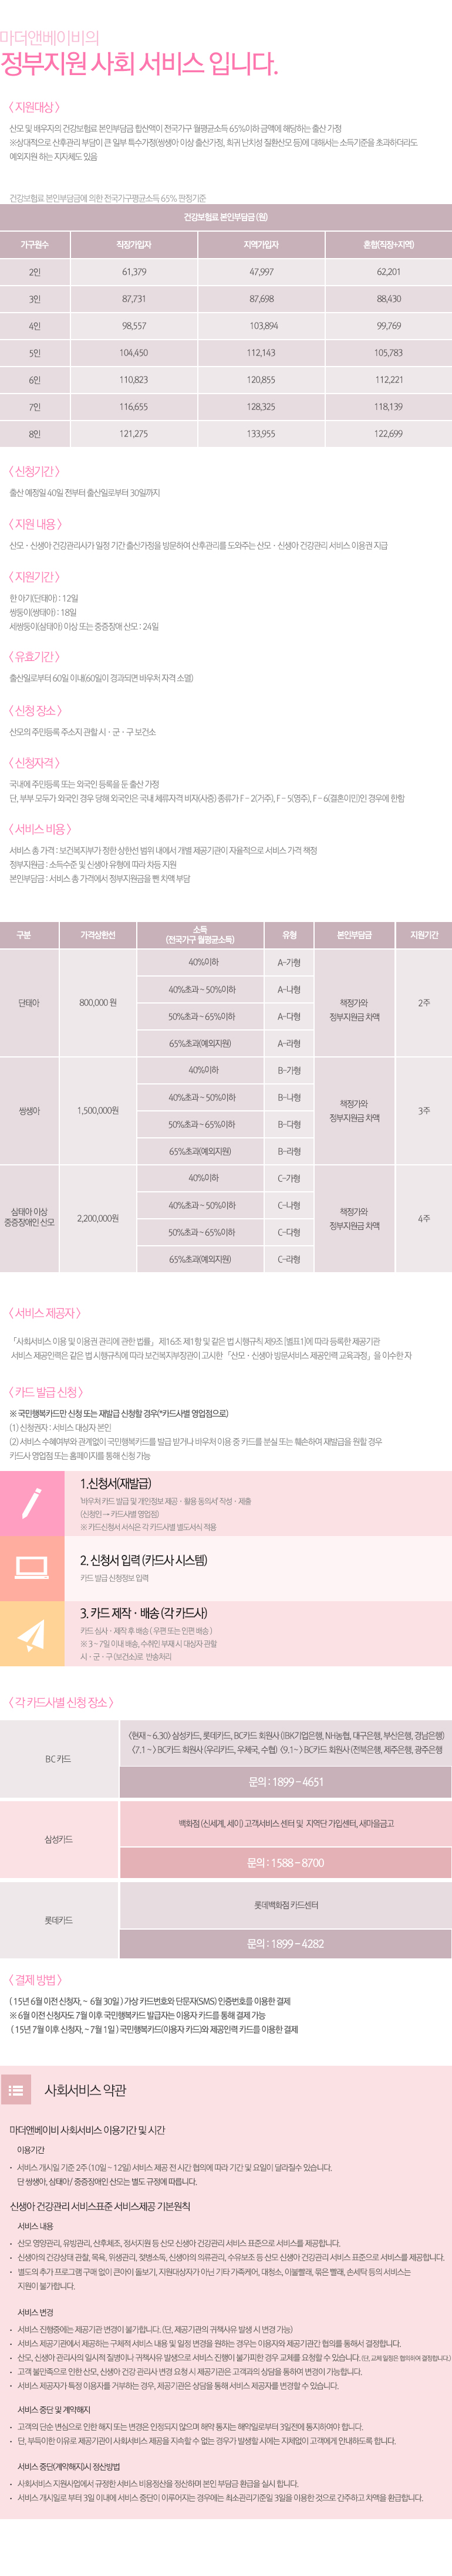 마더앤베이비의
정부지원 사회 서비스 입니다.
< 지원대상 >
산모 및 배우자의 건강보험료 본인부담금 합산액이 전국가구 월평균소득 65%이하 금액에 해당하는 출산 가정
※상대적으로 산후관리 부담이 큰 일부 특수가정(쌍생아 이상 출산가정, 희귀 난치성 질환산모 등)에 대해서는 소득기준을 초과하더라도
예외지원 하는 지자체도 있음
건강보험료 본인부담금에 의한 전국가구평균소득 65% 판정기준
건강보험료 본인부담금 (원)
가구원수 직장가입자 지역가입자 혼합(직장+지역)
2인 61,379 47,997 62,201
3인 87,731 87,698 88,430
4인 98,557 103,894 99,769
5인 104,450 112,143 105,783
6인 110,823 120,855 112,221
7인 116,655 128,325 118,139
8인 121,275 133,955 122,699
< 신청기간 >
출산 예정일 40일 전부터 출산일로부터 30일까지
< 지원 내용 >
산모 · 신생아 건강관리사가 일정 기간 출산가정을 방문하여 산후관리를 도와주는 산모 · 신생아 건강관리 서비스 이용권 지급
< 지원기간 >
한 아기(단태아) : 12일
쌍둥이(쌍태아) : 18일
세쌍둥이(삼태아) 이상 또는 중증장애 산모 : 24일
< 유효기간 >
출산일로부터 60일 이내(60일이 경과되면 바우처 자격 소멸)
< 신청 장소 >
산모의 주민등록 주소지 관할 시 · 군 · 구 보건소
< 신청자격 >
국내에 주민등록 또는 외국인 등록을 둔 출산 가정
단, 부부 모두가 외국인 경우 당해 외국인은 국내 체류자격 비자(사증) 종류가 F - 2(거주), F - 5(영주), F - 6(결혼이민)인 경우에 한함
< 서비스 비용 >
서비스 총 가격 : 보건복지부가 정한 상한선 범위 내에서 개별 제공기관이 자율적으로 서비스 가격 책정
정부지원금 : 소득수준 및 신생아 유형에 따라 차등 지원
본인부담금 : 서비스 총 가격에서 정부지원금을 뺀 차액 부담
구분 가격상한선 소득 (전국가구 월평균소득) 유형 본인부담금 지원기간
단태아 800,000 원 40%이하 A-가형 책정가와 정부지원금 차액 2주
40%초과 ~ 50%이하 A-나형
50%초과 ~ 65%이하 A-다형
65%초과(예외지원) A-라형
쌍생아 1,500,000원 40%이하 B-가형 책정가와 정부지원금 차액 3주
40%초과 ~ 50%이하 B-나형
50%초과 ~ 65%이하 B-다형
65%초과(예외지원) B-라형
삼태아 이상 중증장애인 산모 2,200,000원 40%이하 C-가형 책정가와 정부지원금 차액 4주
40%초과 ~ 50%이하 C-나형
50%초과 ~ 65%이하 C-다형
65%초과(예외지원) C-라형
< 서비스 제공자 >
「사회서비스 이용 및 이용권 관리에 관한 법률」 제16조 제1항 및 같은 법 시행규칙 제9조 [별표1]에 따라 등록한 제공기관
서비스 제공인력은 같은 법 시행규칙에 따라 보건복지부장관이 고시한 「산모 · 신생아 방문서비스 제공인력 교육과정」을 이수한 자
< 카드 발급 신청 >
※ 국민행복카드만 신청 또는 재발급 신청할 경우(*카드사별 영업점으로)
(1) 신청권자 : 서비스 대상자 본인
(2) 서비스 수혜여부와 관계없이 국민행복카드를 발급 받거나 바우처 이용 중 카드를 분실 또는 훼손하여 재발급을 원할 경우
카드사 영업점 또는 홈페이지를 통해 신청 가능
1.신청서(재발급)
'바우처 카드 발급 및 개인정보 제공 · 활용 동의서' 작성 · 제출
(신청인 → 카드사별 영업점)
※ 카드신청서 서식은 각 카드사별 별도서식 적용
2. 신청서 입력 (카드사 시스템)
카드 발급 신청정보 입력
3. 카드 제작 · 배송 (각 카드사)
카드 심사 · 제작 후 배송 ( 우편 또는 인편 배송 )
※ 3 ~ 7일 이내 배송, 수취인 부재 시 대상자 관할
시 · 군 · 구 (보건소)로 반송처리
< 각 카드사별 신청 장소 >
BC 카드
<현재 ~ 6.30> 삼성카드, 롯데카드, BC카드 회원사 (IBK기업은행, NH농협, 대구은행, 부산은행, 경남은행)
<7.1 ~ > BC카드 회원사 (우리카드, 우체국, 수협) <9.1~> BC카드 회원사 (전북은행, 제주은행, 광주은행
문의 : 1899 - 4651
삼성카드
백화점 (신세계, 세이) 고객서비스 센터 및 지역단 가입센터, 새마을금고
문의 : 1588 - 8700
롯데카드
롯데백화점 카드센터
문의 : 1899 - 4282
< 결제 방법 >
( 15년 6월 이전 신청자, ~ 6월 30일 ) 가상 카드번호와 단문자(SMS) 인증번호를 이용한 결제
※ 6월 이전 신청자도 7월 이후 국민행복카드 발급자는 이용자 카드를 통해 결제 가능
( 15년 7월 이후 신청자, ~ 7월 1일 ) 국민행복카드(이용자 카드)와 제공인력 카드를 이용한 결제
사회서비스 약관
마더앤베이비 사회서비스 이용기간 및 시간
이용기간
· 서비스 개시일 기준 2주 (10일 ~ 12일) 서비스 제공 전 시간 협의에 따라 기간 및 요일이 달라질수 있습니다.
단 쌍생아, 삼태아/ 중증장애인 산모는 별도 규정에 따릅니다.
신생아 건강관리 서비스표준 서비스제공 기본원칙
서비스 내용
· 산모 영양관리, 유방관리, 산후체조, 정서지원 등 산모 신생아 건강관리 서비스 표준으로 서비스를 제공합니다.
· 신생아의 건강상태 관찰, 목욕, 위생관리, 젖병소독, 신생아의 의류관리, 수유보조 등 산모 신생아 건강관리 서비스 표준으로 서비스를 제공합니다.
· 별도의 추가 프로그램 구매 없이 큰아이 돌보기, 지원대상자가 아닌 기타 가족케어, 대청소, 이불빨래, 묶은 빨래, 손세탁 등의 서비스는
지원이 불가합니다.
서비스 변경
· 서비스 진행중에는 제공기관 변경이 불가합니다. (단, 제공기관의 귀책사유 발생 시 변경 가능)
· 서비스 제공기관에서 제공하는 구체적 서비스 내용 및 일정 변경을 원하는 경우는 이용자와 제공기관간 협의를 통해서 결정합니다.
· 산모, 신생아 관리사의 일시적 질병이나 귀책사유 발생으로 서비스 진행이 불가피한 경우 교체를 요청할 수 있습니다. (단, 교체 일정은 협의하여 결정합니다.)
· 고객 불만족으로 인한 산모, 신생아 건강 관리사 변경 요청 시 제공기관은 고객과의 상담을 통하여 변경이 가능합니다.
· 서비스 제공자가 특정 이용자를 거부하는 경우, 제공기관은 상담을 통해 서비스 제공자를 변경할 수 있습니다.
서비스 중단 및 계약해지
· 고객의 단순 변심으로 인한 해지 또는 변경은 인정되지 않으며 해약 통지는 해약일로부터 3일전에 통지하여야 합니다.
· 단, 부득이한 이유로 제공기관이 사회서비스 제공을 지속할 수 없는 경우가 발생할 시에는 지체없이 고객에게 안내하도록 합니다.
서비스 중단(계약해지)시 정산방법
· 사회서비스 지원사업에서 규정한 서비스 비용정산을 정산하며 본인 부담금 환급을 실시 합니다.
· 서비스 개시일로 부터 3일 이내에 서비스 중단이 이루어지는 경우에는 최소관리기준일 3일을 이용한 것으로 간주하고 차액을 환급합니다.